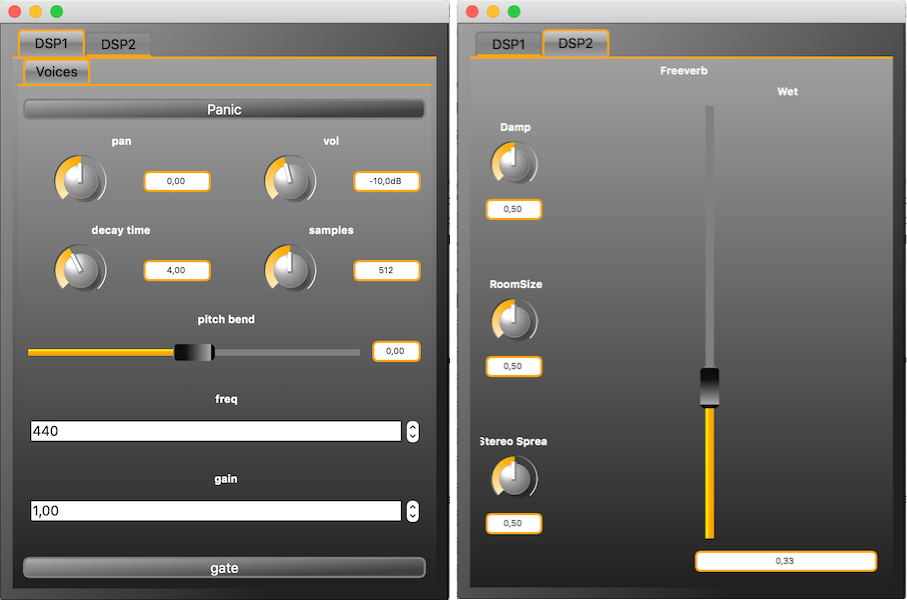 DSP1 DSP2
Voices
Panic
pan vol
0,00 -10,0dB
decay time samples
4,00 512
pitch bend
0,00
freq
440
gain
1,00
gate
DSP1 DSP2
Freeverb
Wet
Damp
0,50
RoomSize
0,50
Stereo Sprea
0,50
0,33